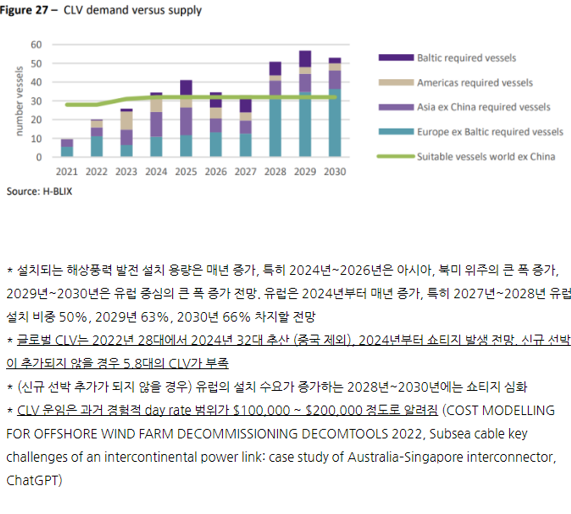 Figure 27 – CLV demand versus supply
60
50
40
30
20
10
0
number vessels
2021 2022 2023 2024 2025 2026 2027 2028 2029 2030
Baltic required vessels
Americas required vessels
Asia ex China required vessels
Europe ex Baltic required vessels
Suitable vessels world ex China
Source: H-BLIX
* 설치되는 해상풍력 발전 설치 용량은 매년 증가, 특히 2024년~2026년은 아시아, 북미 위주의 큰 폭 증가,
2029년~2030년은 유럽 중심의 큰 폭 증가 전망. 유럽은 2024년부터 매년 증가, 특히 2027년~2028년 유럽
설치 비중 50%, 2029년 63%, 2030년 66% 차지할 전망
* 글로벌 CLV는 2022년 28대에서 2024년 32대 추산 (중국 제외), 2024년부터 쇼티지 발생 전망. 신규 선박
이 추가되지 않을 경우 5.8대의 CLV가 부족
* (신규 선박 추가가 되지 않을 경우) 유럽의 설치 수요가 증가하는 2028년~2030년에는 쇼티지 심화
* CLV 운임은 과거 경험적 day rate 범위가 $100,000 ~ $200,000 정도로 알려짐 (COST MODELLING
FOR OFFSHORE WIND FARM DECOMMISSIONING DECOMTOOLS 2022, Subsea cable key
challenges of an intercontinental power link: case study of Australia-Singapore interconnector,
ChatGPT)